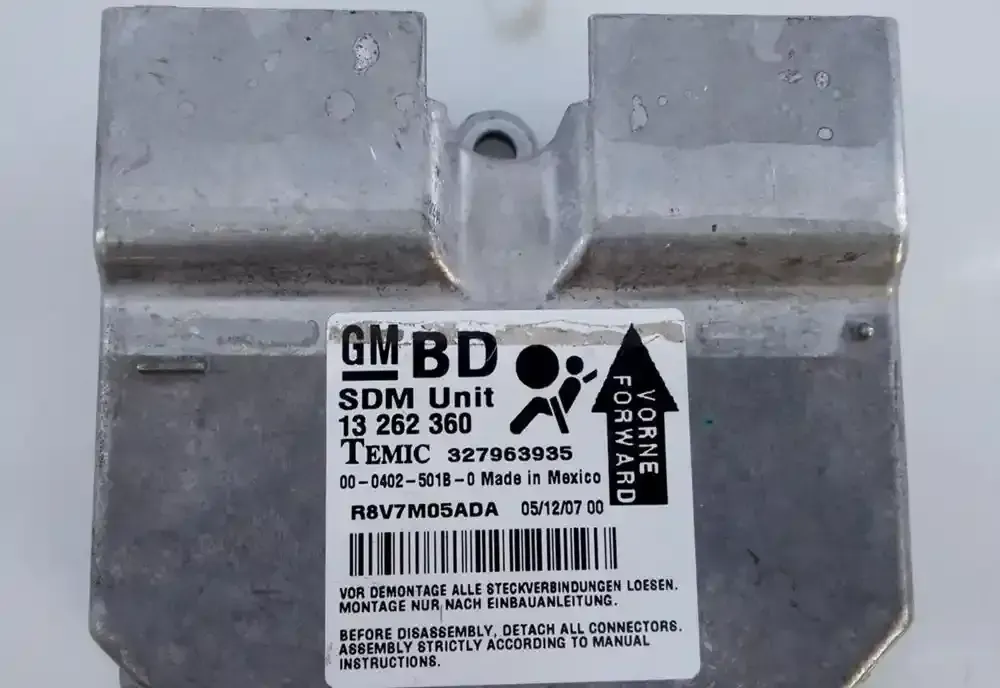 GM BD
SDM Unit
13 262 360
TEMIC 327963935
00-0402-501B-0 Made in Mexico
R8V7M05ADA 05/12/07 00
VORNE
FORWARD
VOR DEMONTAGE ALLE STECKVERBINDUNGEN LOESEN.
MONTAGE NUR NACH EINBAUANLEITUNG.
BEFORE DISASSEMBLY, DETACH ALL CONNECTORS.
ASSEMBLY STRICTLY ACCORDING TO MANUAL
INSTRUCTIONS.